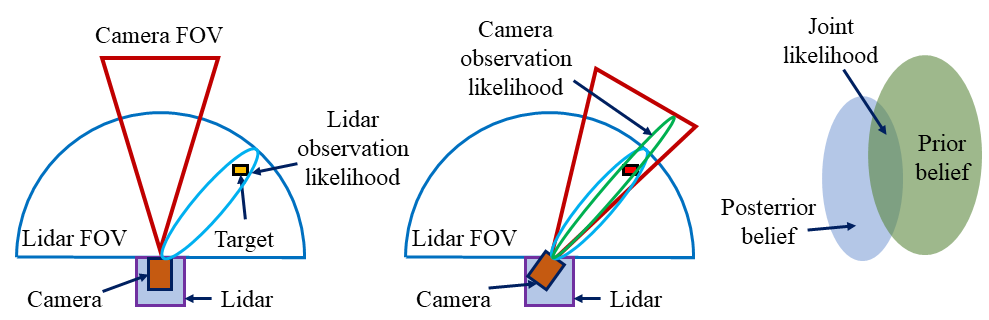 Camera FOV
Lidar
observation
likelihood
Lidar FOV
Target
Camera
Lidar
Camera
observation
likelihood
Lidar FOV
Camera
Lidar
Joint
likelihood
Prior
belief
Posterrior
belief